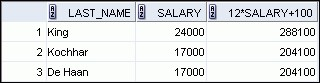 LAST_NAME SALARY 12*SALARY+100
1 King 24000 288100
2 Kochhar 17000 204100
3 De Haan 17000 204100